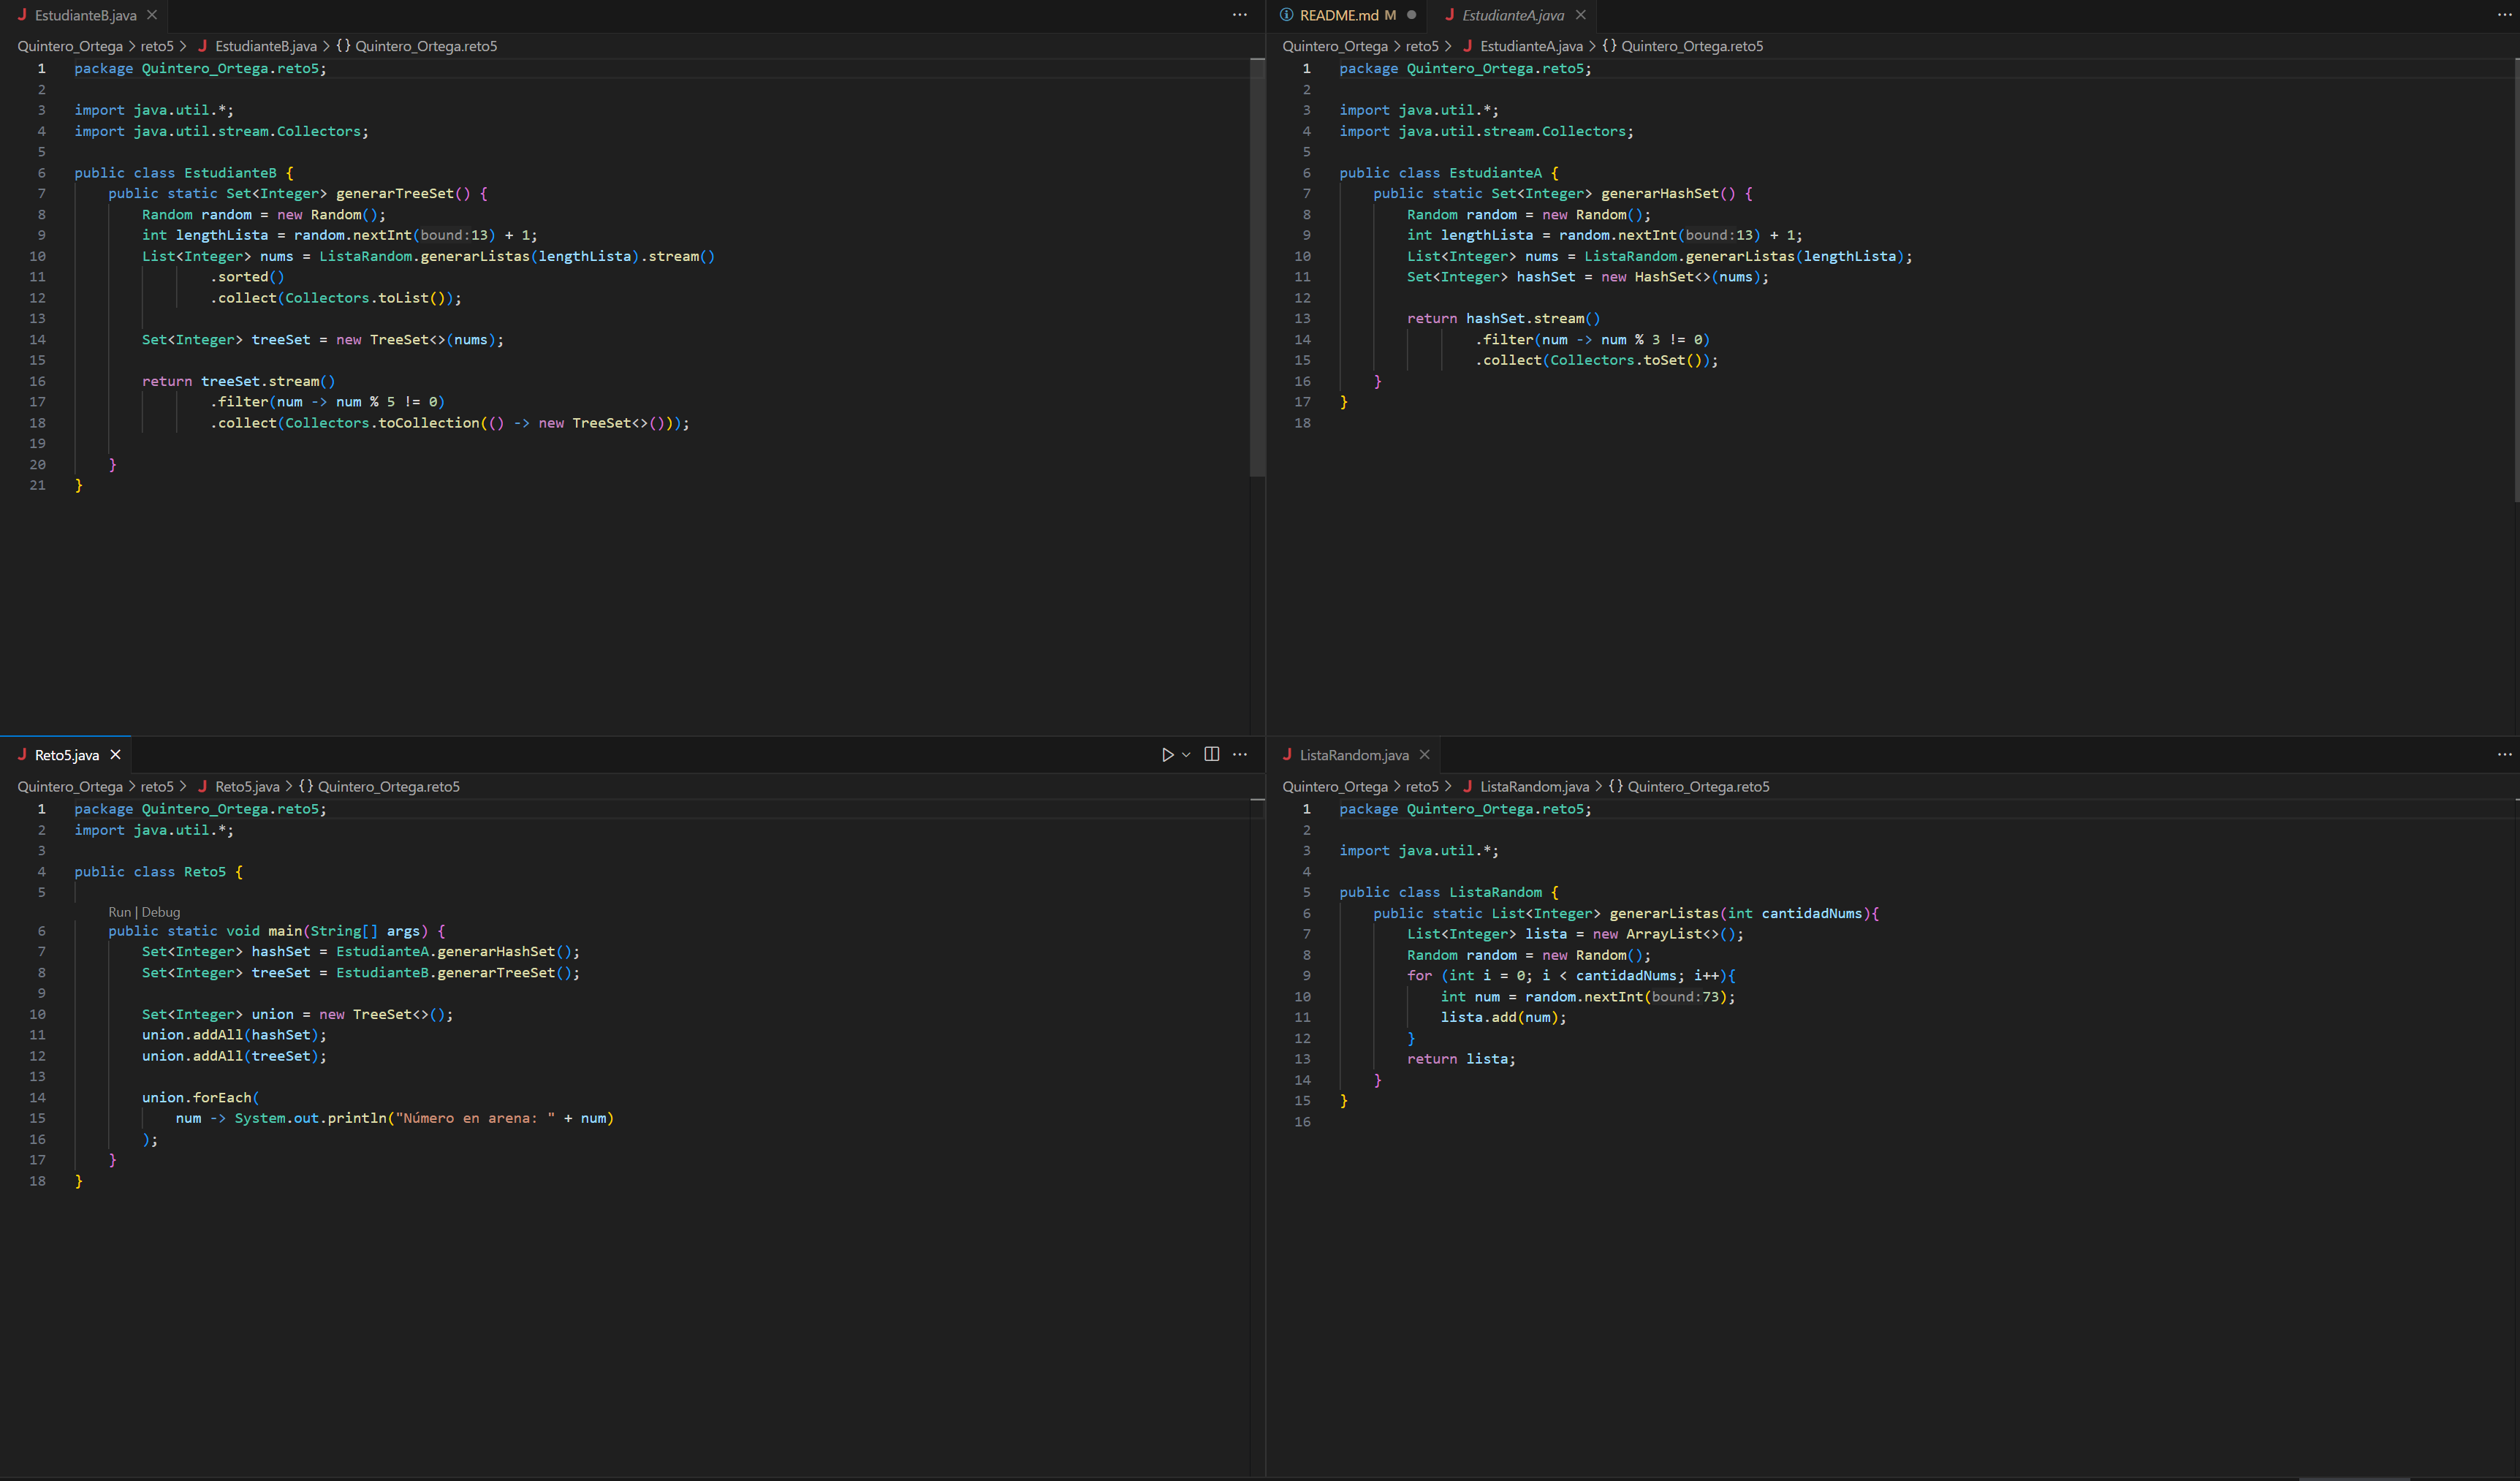 EstudianteB.java
Quintero_Ortega > reto5 > EstudianteB.java > {} Quintero_Ortega.reto5
1 package Quintero_Ortega.reto5;
2
3 import java.util.*;
4 import java.util.stream.Collectors;
5
6 public class EstudianteB {
7     public static Set<Integer> generarTreeSet() {
8         Random random = new Random();
9         int lengthLista = random.nextInt(bound:13) + 1;
10         List<Integer> nums = ListaRandom.generarListas(lengthLista).stream()
11                 .sorted()
12                 .collect(Collectors.toList());
13
14         Set<Integer> treeSet = new TreeSet<>(nums);
15
16         return treeSet.stream()
17                 .filter(num -> num % 5 != 0)
18                 .collect(Collectors.toCollection(() -> new TreeSet<>()));
19
20     }
21 }
README.md M
EstudianteA.java
Quintero_Ortega > reto5 > EstudianteA.java > {} Quintero_Ortega.reto5
1 package Quintero_Ortega.reto5;
2
3 import java.util.*;
4 import java.util.stream.Collectors;
5
6 public class EstudianteA {
7     public static Set<Integer> generarHashSet() {
8         Random random = new Random();
9         int lengthLista = random.nextInt(bound:13) + 1;
10         List<Integer> nums = ListaRandom.generarListas(lengthLista);
11         Set<Integer> hashSet = new HashSet<>(nums);
12
13         return hashSet.stream()
14                 .filter(num -> num % 3 != 0)
15                 .collect(Collectors.toSet());
16     }
17 }
18
Reto5.java
Quintero_Ortega > reto5 > Reto5.java > {} Quintero_Ortega.reto5
1 package Quintero_Ortega.reto5;
2 import java.util.*;
3
4 public class Reto5 {
5
Run | Debug
6     public static void main(String[] args) {
7         Set<Integer> hashSet = EstudianteA.generarHashSet();
8         Set<Integer> treeSet = EstudianteB.generarTreeSet();
9
10         Set<Integer> union = new TreeSet<>();
11         union.addAll(hashSet);
12         union.addAll(treeSet);
13
14         union.forEach(
15             num -> System.out.println("Número en arena: " + num)
16         );
17     }
18 }
ListaRandom.java
Quintero_Ortega > reto5 > ListaRandom.java > {} Quintero_Ortega.reto5
1 package Quintero_Ortega.reto5;
2
3 import java.util.*;
4
5 public class ListaRandom {
6     public static List<Integer> generarListas(int cantidadNums){
7         List<Integer> lista = new ArrayList<>();
8         Random random = new Random();
9         for (int i = 0; i < cantidadNums; i++){
10             int num = random.nextInt(bound:73);
11             lista.add(num);
12         }
13         return lista;
14     }
15 }
16